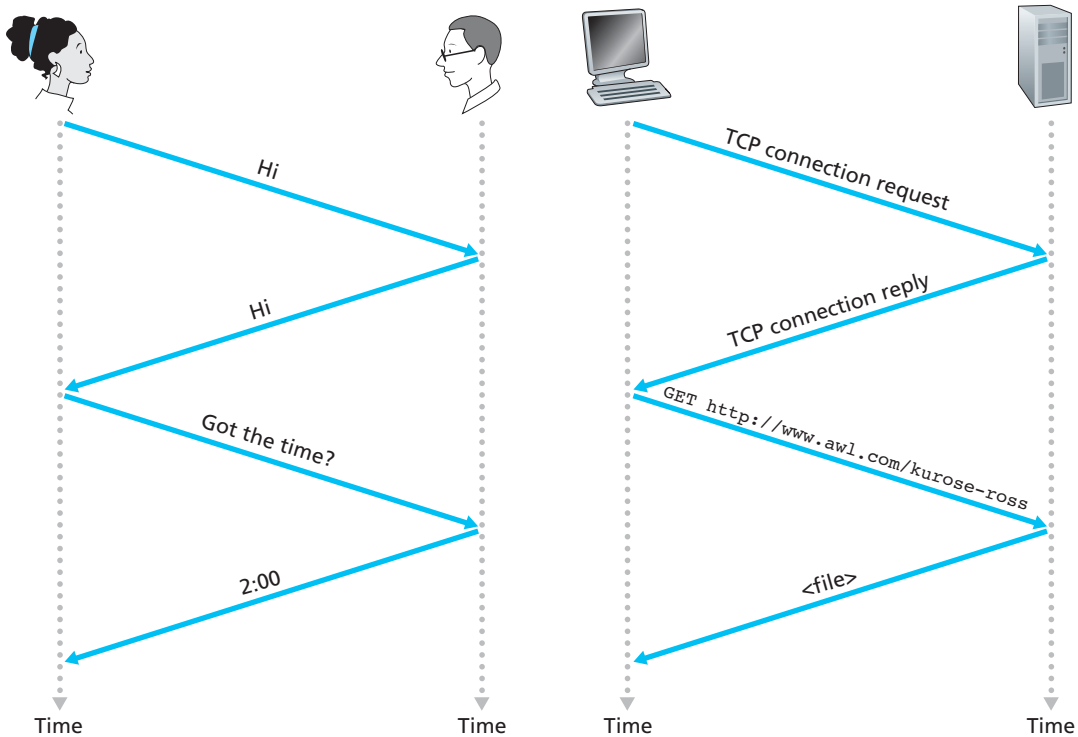 Hi
Hi
Got the time?
2:00
Time
Time
TCP connection request
TCP connection reply
GET http://www.awl.com/kurose-ross
<file>
Time
Time